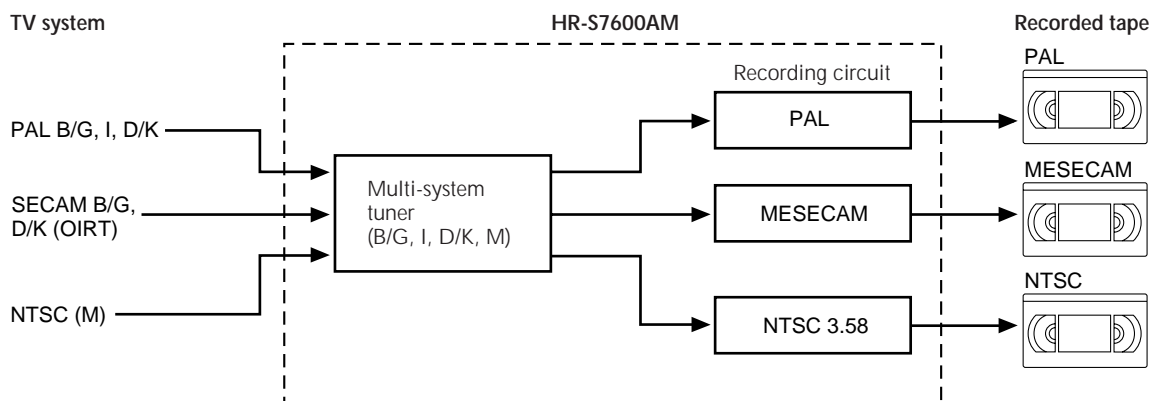 TV system
HR-S7600AM
Recorded tape
PAL
Recording circuit
PAL B/G, I, D/K
PAL
SECAM B/G,
D/K (OIRT)
Multi-system
tuner
(B/G, I, D/K, M)
MESECAM
MESECAM
NTSC (M)
NTSC 3.58
NTSC